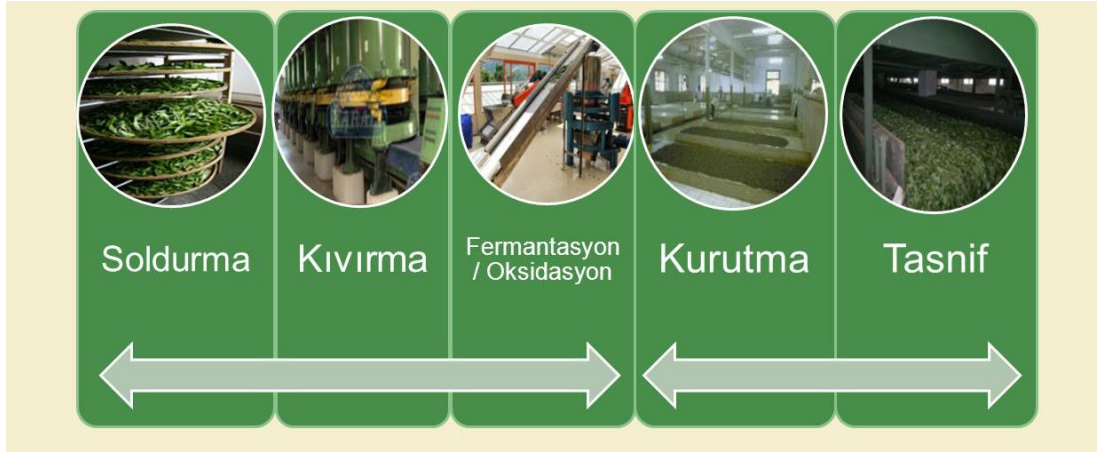 Soldurma
Kıvırma
Fermantasyon
/ Oksidasyon
Kurutma
Tasnif